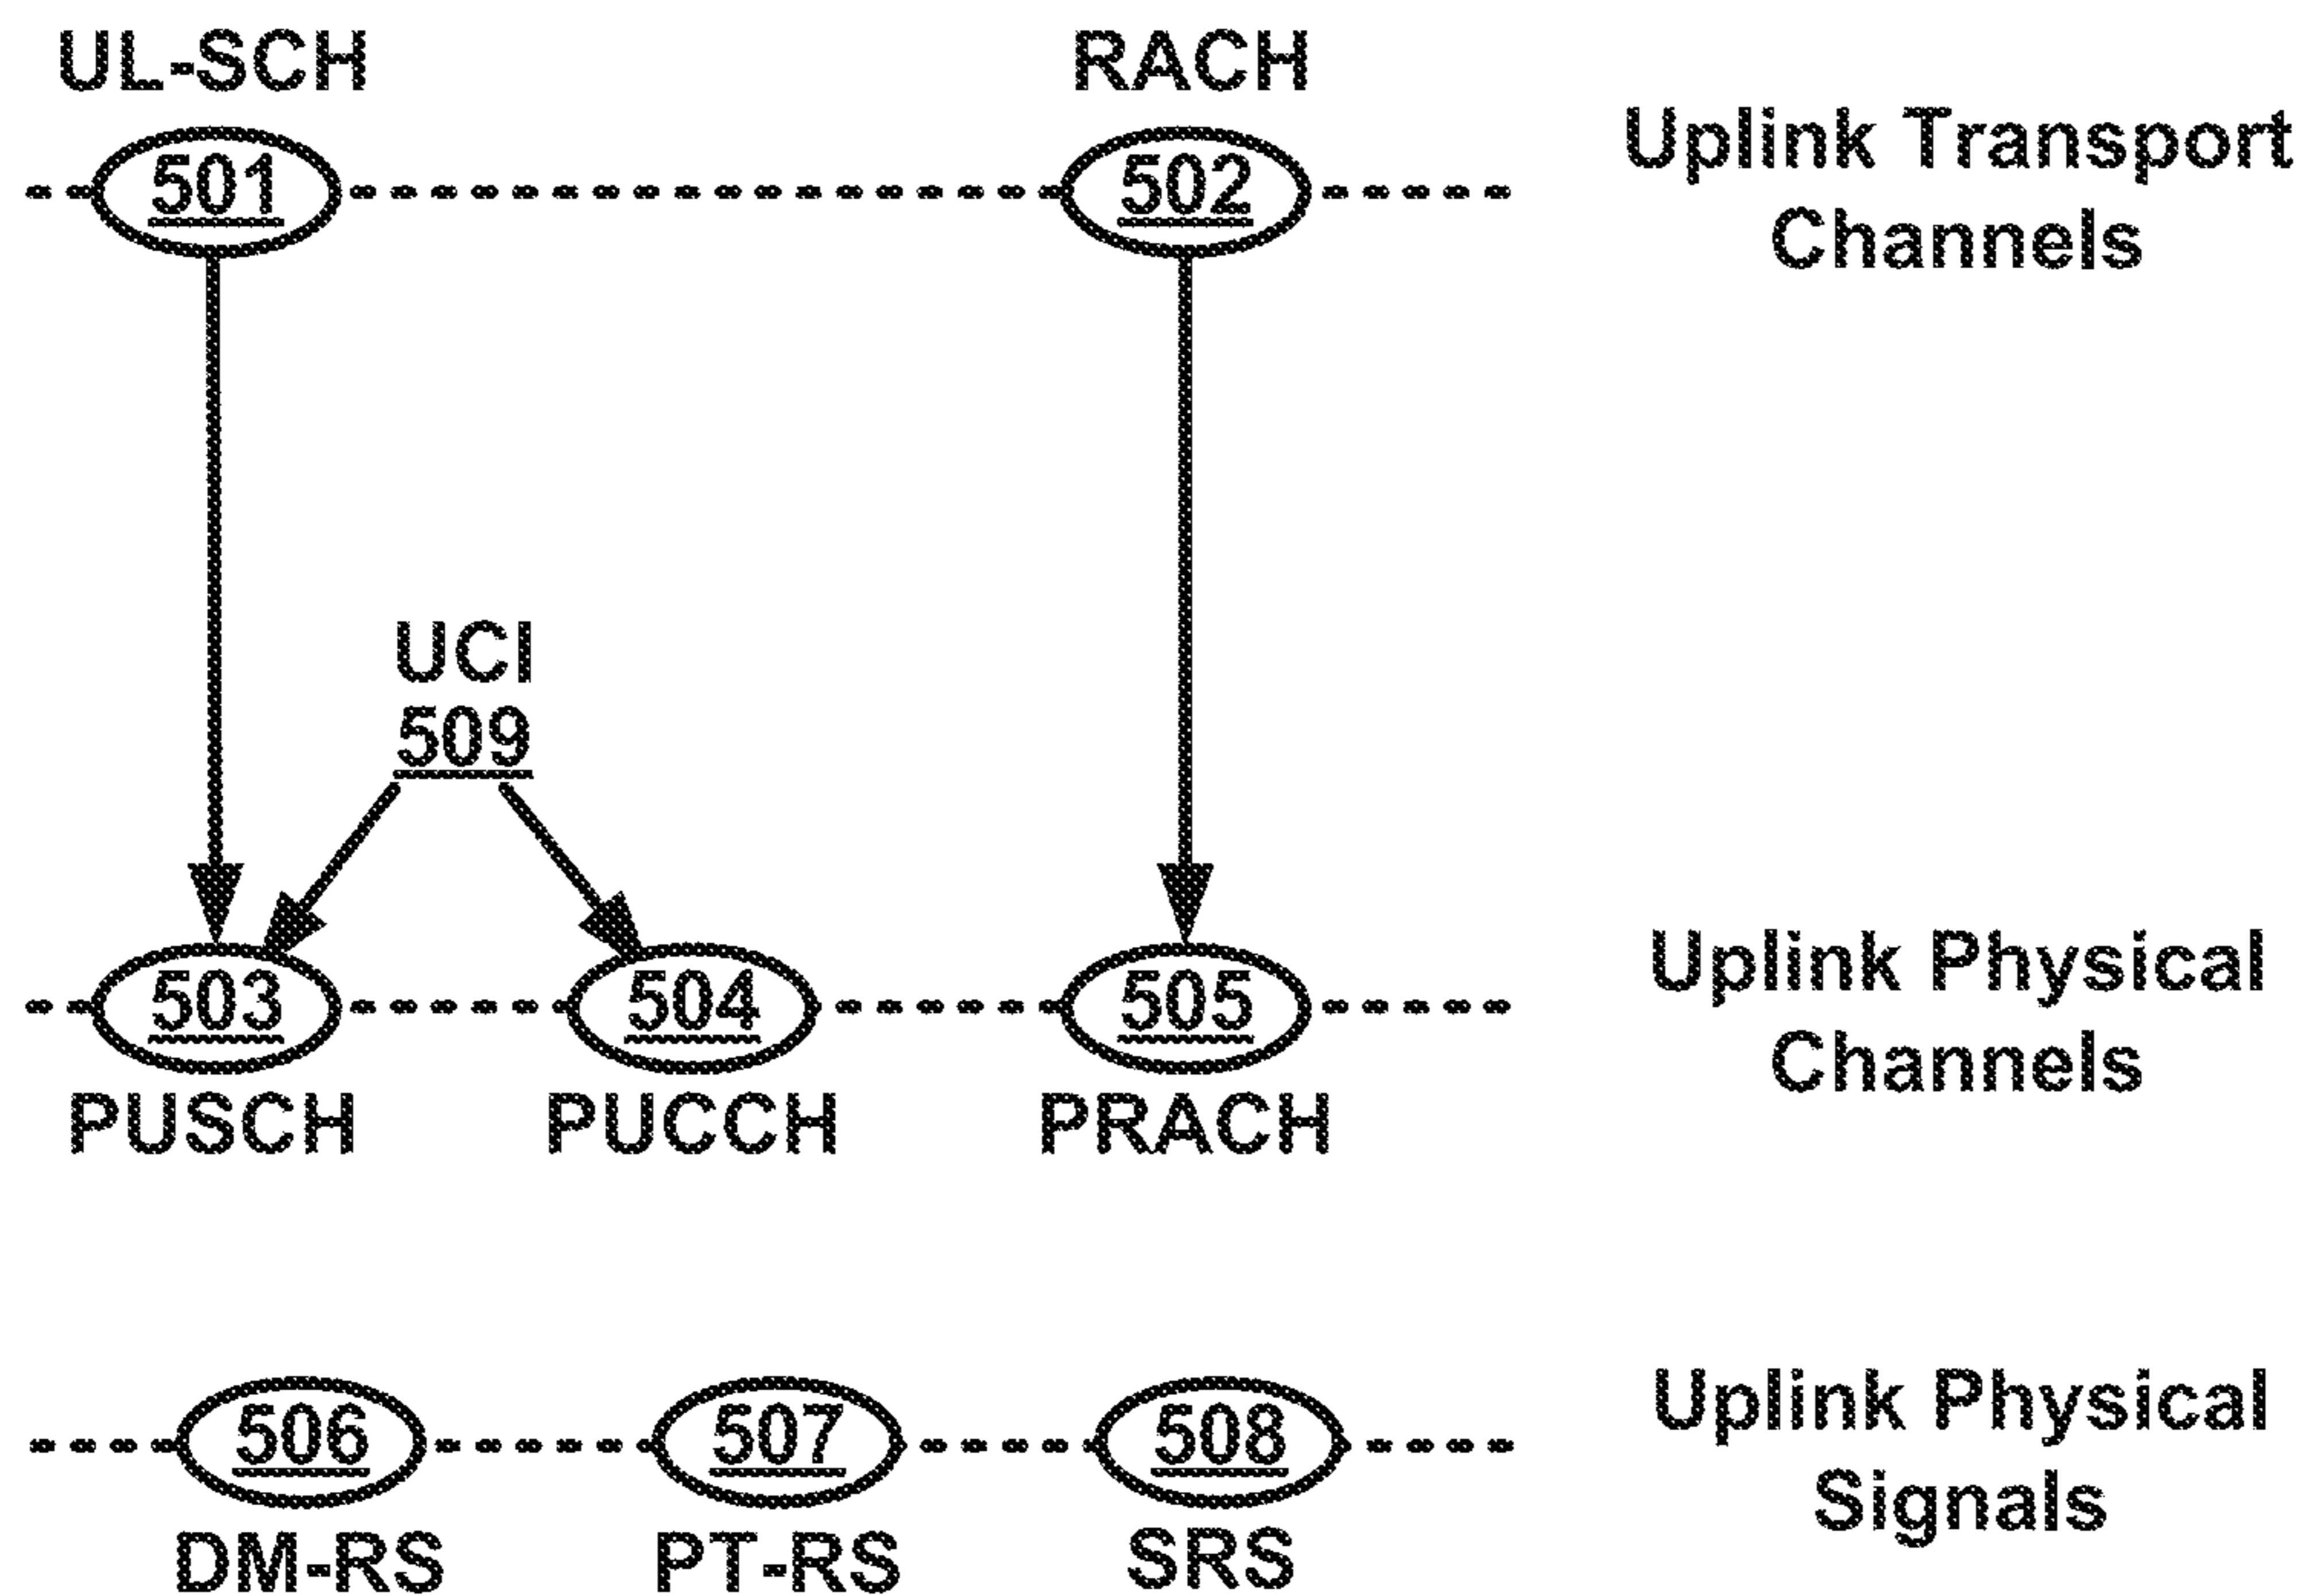 UL-SCH
RACH
501
502
Uplink Transport
Channels
UCI
509
503
504
505
Uplink Physical
Channels
PUSCH
PUCCH
PRACH
506
507
508
Uplink Physical
Signals
DM-RS
PT-RS
SRS